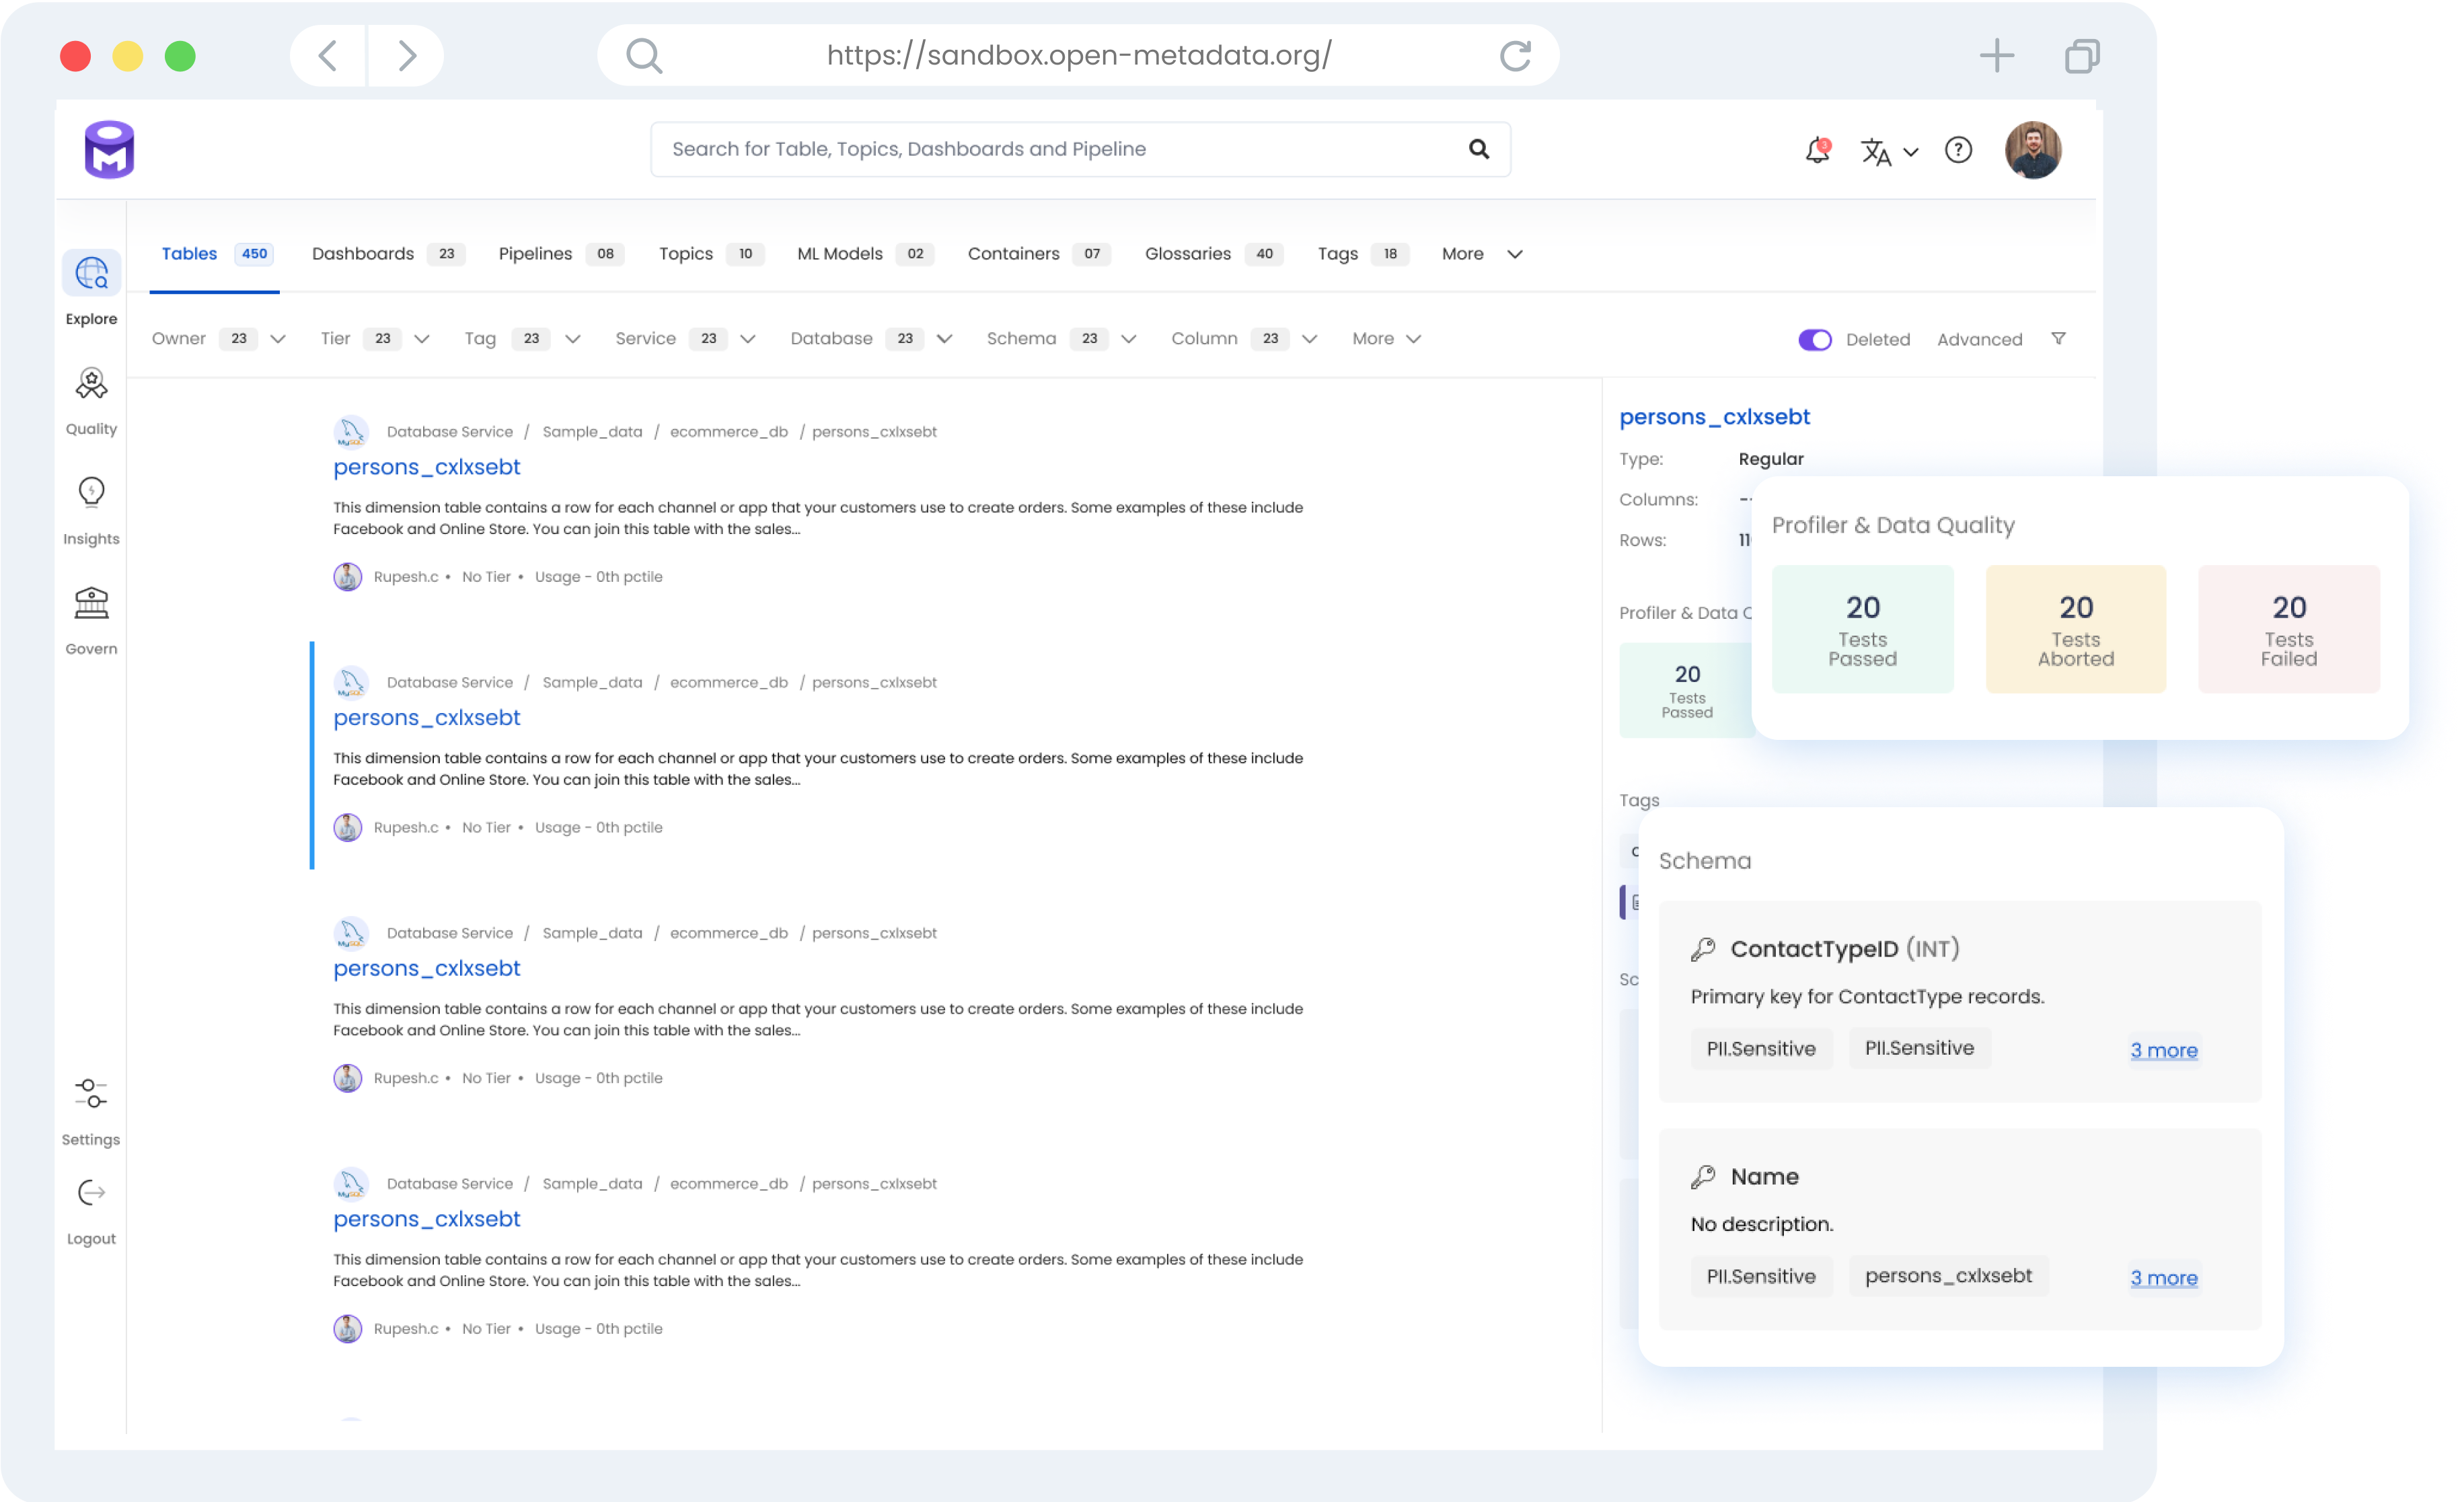 https://sandbox.open-metadata.org/
Search for Table, Topics, Dashboards and Pipeline
3
Tables 450 Dashboards 23 Pipelines 08 Topics 10 ML Models 02 Containers 07 Glossaries 40 Tags 18 More
Explore
Quality
Insights
Govern
Settings
Logout
Owner 23 Tier 23 Tag 23 Service 23 Database 23 Schema 23 Column 23 More Deleted Advanced
MySQL Database Service / Sample_data / ecommerce_db / persons_cxlxsebt
persons_cxlxsebt
This dimension table contains a row for each channel or app that your customers use to create orders. Some examples of these include
Facebook and Online Store. You can join this table with the sales...
Rupesh.c • No Tier • Usage - 0th pctile
MySQL Database Service / Sample_data / ecommerce_db / persons_cxlxsebt
persons_cxlxsebt
This dimension table contains a row for each channel or app that your customers use to create orders. Some examples of these include
Facebook and Online Store. You can join this table with the sales...
Rupesh.c • No Tier • Usage - 0th pctile
MySQL Database Service / Sample_data / ecommerce_db / persons_cxlxsebt
persons_cxlxsebt
This dimension table contains a row for each channel or app that your customers use to create orders. Some examples of these include
Facebook and Online Store. You can join this table with the sales...
Rupesh.c • No Tier • Usage - 0th pctile
MySQL Database Service / Sample_data / ecommerce_db / persons_cxlxsebt
persons_cxlxsebt
This dimension table contains a row for each channel or app that your customers use to create orders. Some examples of these include
Facebook and Online Store. You can join this table with the sales...
Rupesh.c • No Tier • Usage - 0th pctile
persons_cxlxsebt
Type: Regular
Columns: --
Rows:
Profiler & Data
20
Tests
Passed
Tags
Profiler & Data Quality
20
Tests
Passed
20
Tests
Aborted
20
Tests
Failed
Schema
ContactTypeID (INT)
Primary key for ContactType records.
PII.Sensitive PII.Sensitive 3 more
Name
No description.
PII.Sensitive persons_cxlxsebt 3 more